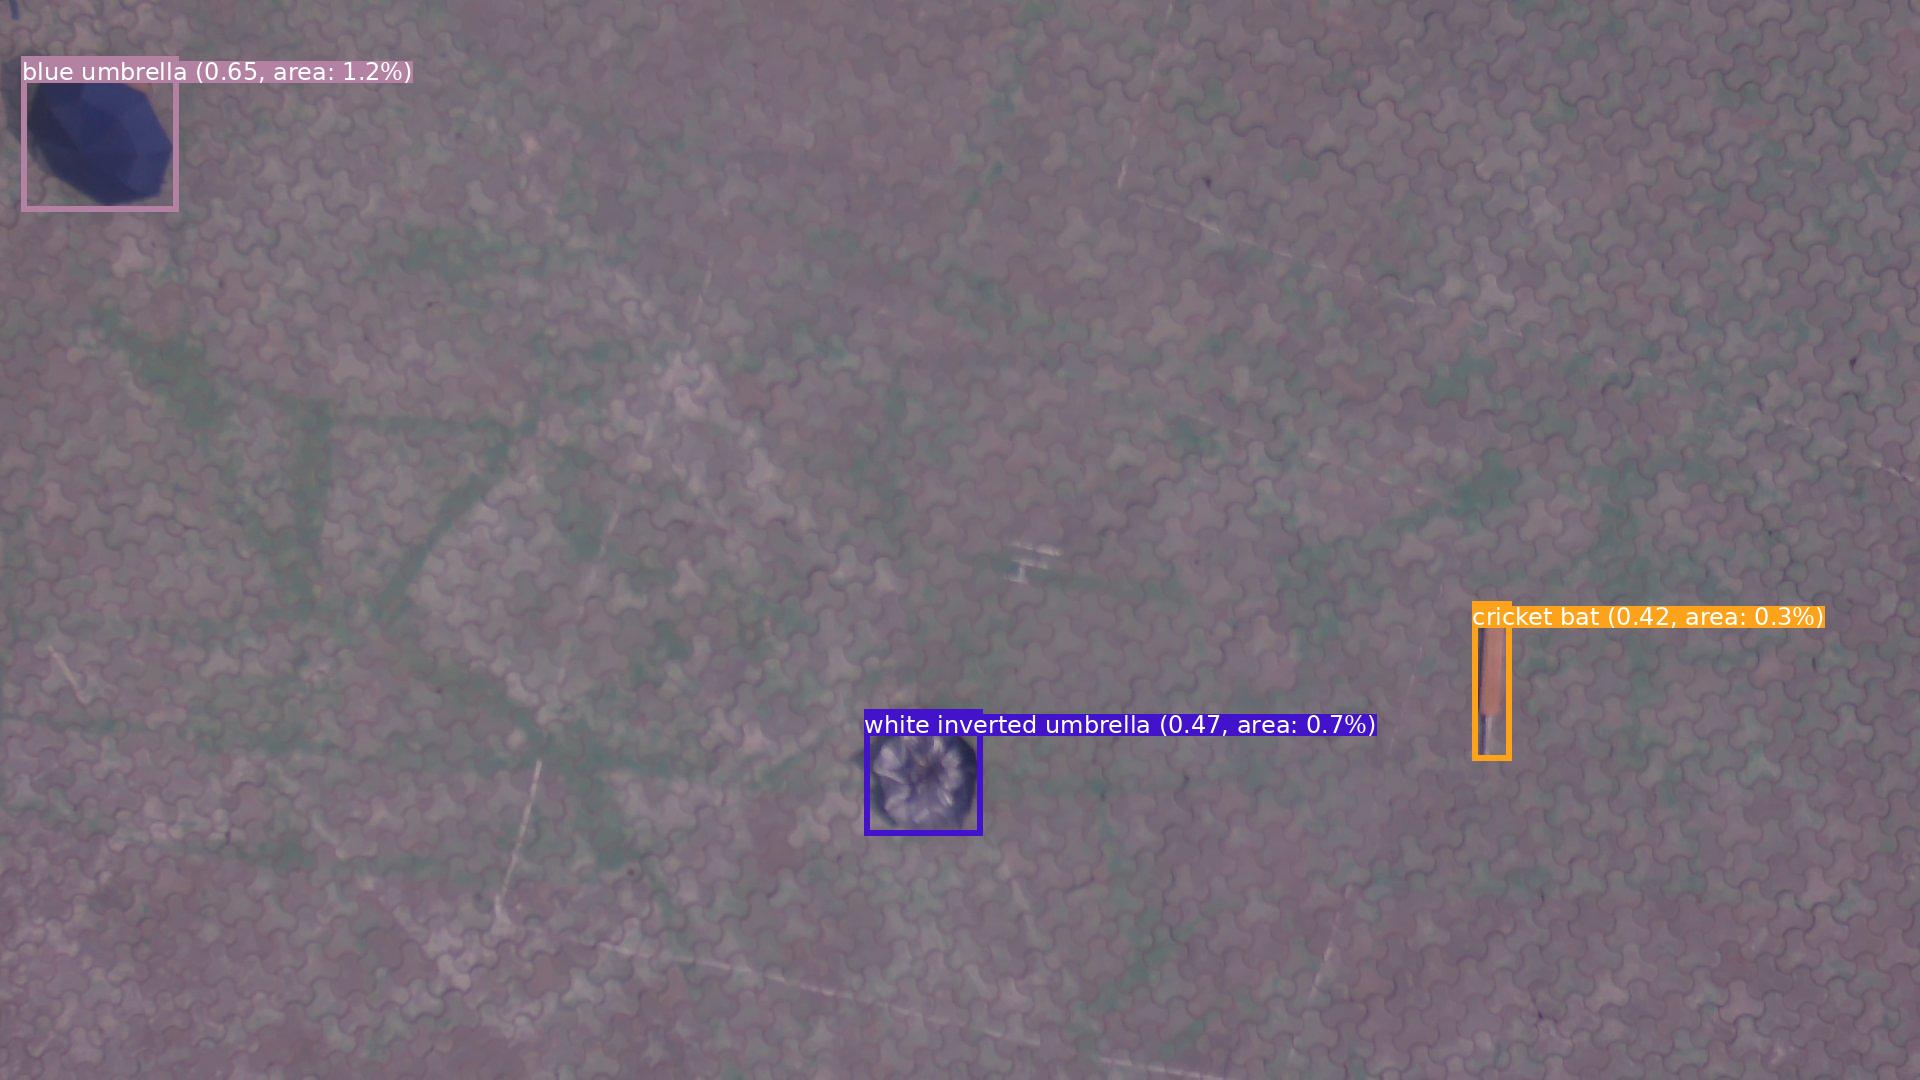 blue umbrella (0.65, area: 1.2%)
cricket bat (0.42, area: 0.3%)
white inverted umbrella (0.47, area: 0.7%)